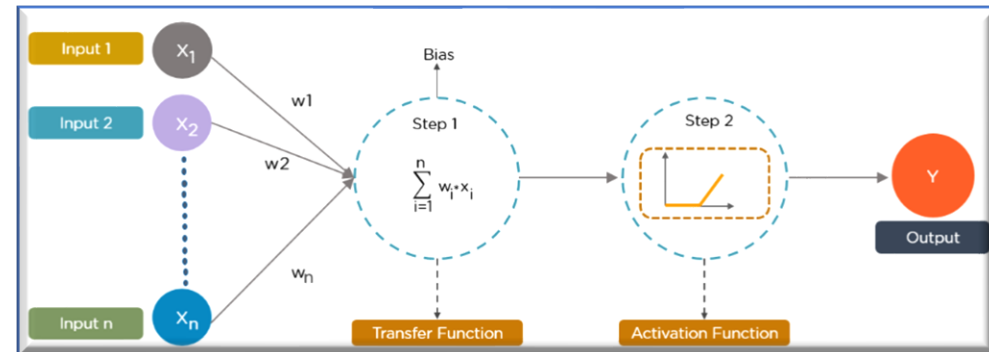 Input 1
X1
Input 2
X2
Input n
Xn
w1
w2
wn
Bias
Step 1
n
∑ wi*xi
i=1
Transfer Function
Step 2
Activation Function
Y
Output